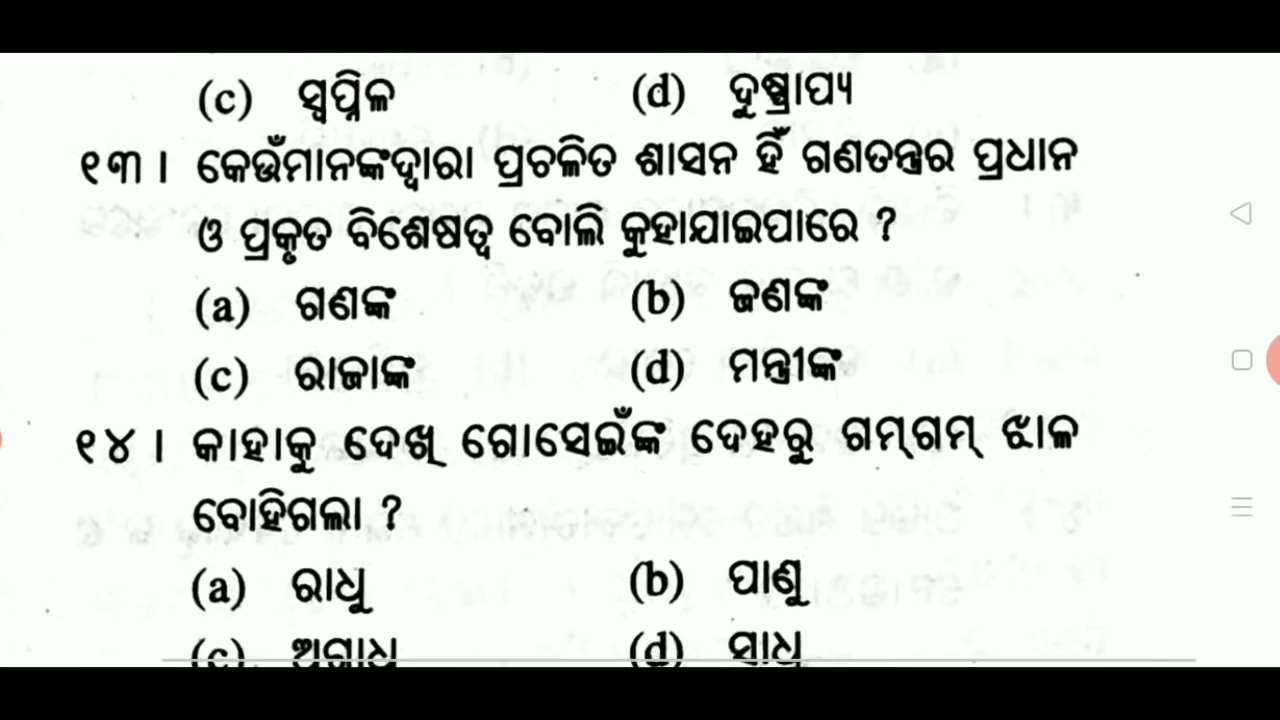 (c) ସ୍ୱପ୍ନିଳ (d) ଦୁଷ୍ପ୍ରାପ୍ୟ
୧୩। କେଉଁମାନଙ୍କଦ୍ୱାରା ପ୍ରଚଳିତ ଶାସନ ହିଁ ଗଣତନ୍ତ୍ରର ପ୍ରଧାନ
ଓ ପ୍ରକୃତ ବିଶେଷତ୍ୱ ବୋଲି କୁହାଯାଇପାରେ ?
(a) ଗଣଙ୍କ (b) ଜଣଙ୍କ
(c) ରାଜାଙ୍କ (d) ମନ୍ତ୍ରୀଙ୍କ
୧୪। କାହାକୁ ଦେଖି ଗୋସେଇଁଙ୍କ ଦେହରୁ ଗମ୍‌ଗମ୍ ଝାଳ
ବୋହିଗଲା ?
(a) ରାଧୁ (b) ପାଣ୍ଡୁ
(c) (d) ସାଧୁ